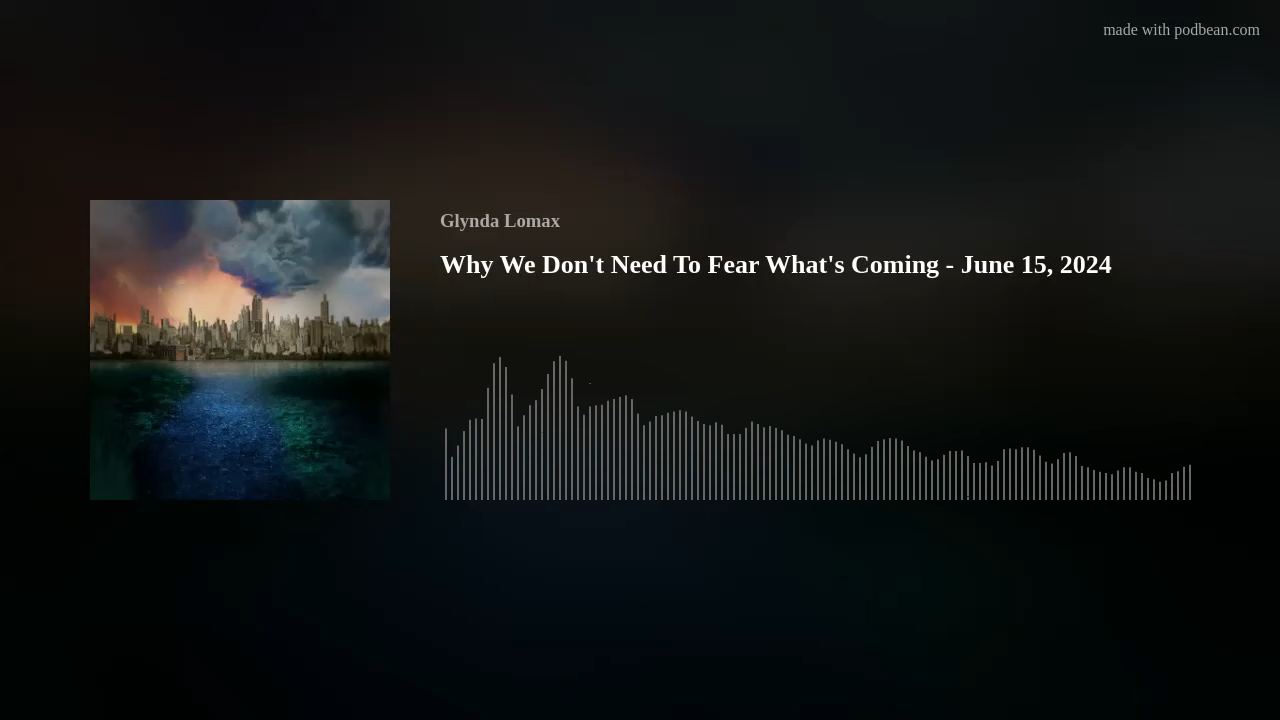 made with podbean.com
Glynda Lomax
Why We Don't Need To Fear What's Coming - June 15, 2024